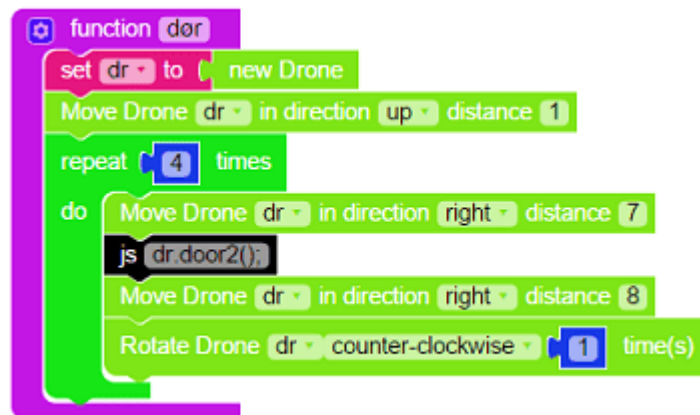 function dør
set dr to new Drone
Move Drone dr in direction up distance 1
repeat 4 times
do Move Drone dr in direction right distance 7
js dr.door2();
Move Drone dr in direction right distance 8
Rotate Drone dr counter-clockwise 1 time(s)